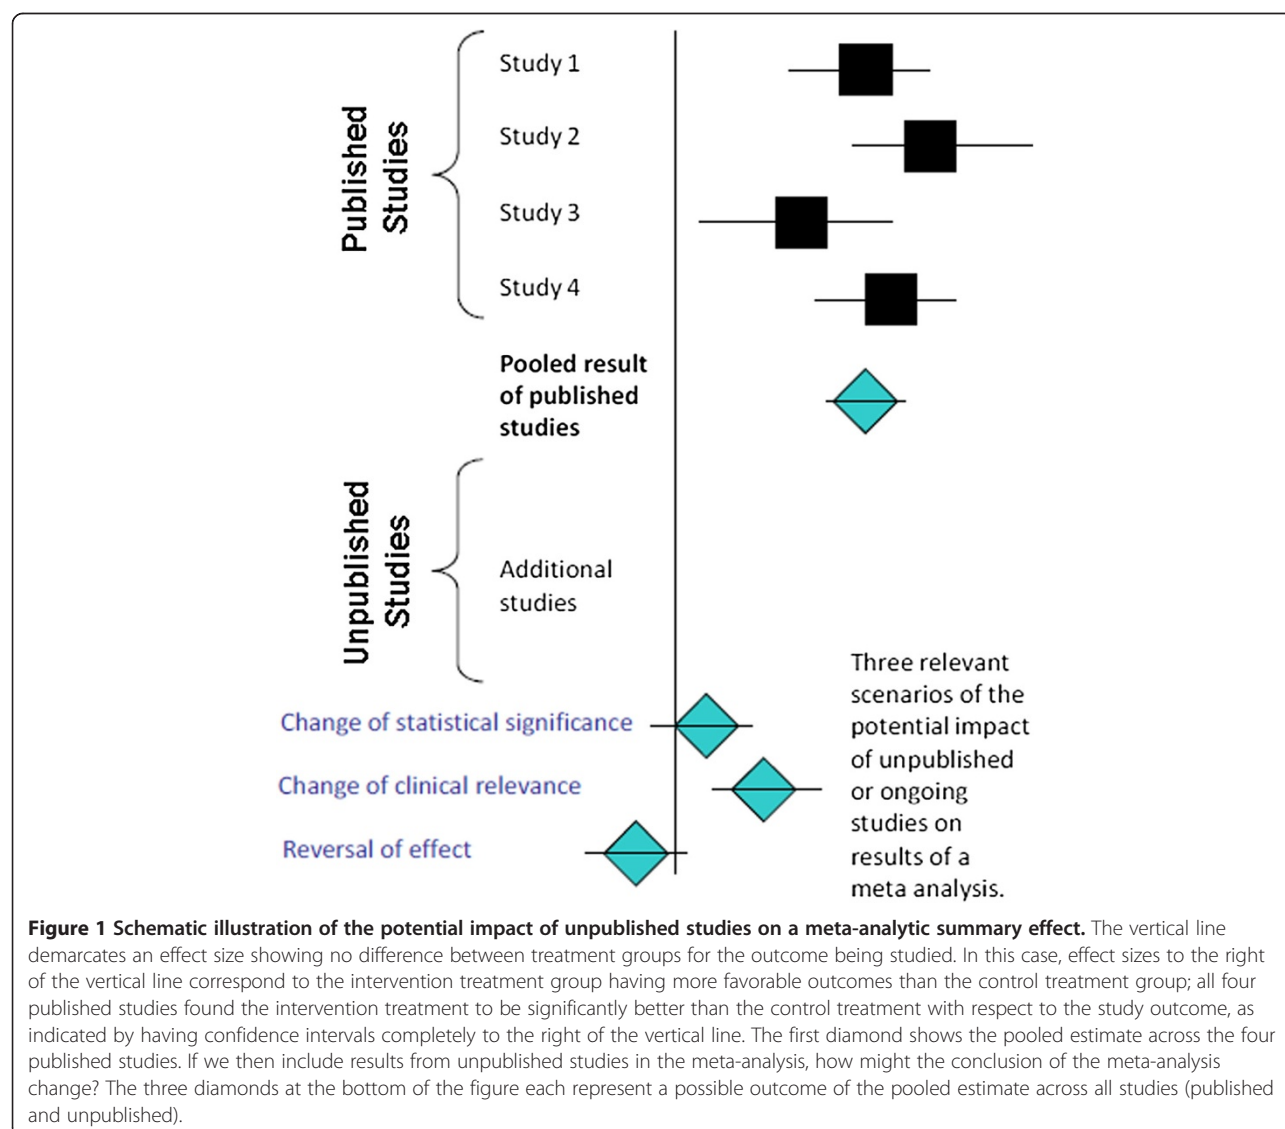 Published
Studies
Study 1
Study 2
Study 3
Study 4
Pooled result
of published
studies
Unpublished
Studies
Additional
studies
Change of statistical significance
Change of clinical relevance
Reversal of effect
Three relevant
scenarios of the
potential impact
of unpublished
or ongoing
studies on
results of a
meta analysis.
Figure 1 Schematic illustration of the potential impact of unpublished studies on a meta-analytic summary effect. The vertical line
demarcates an effect size showing no difference between treatment groups for the outcome being studied. In this case, effect sizes to the right
of the vertical line correspond to the intervention treatment group having more favorable outcomes than the control treatment group; all four
published studies found the intervention treatment to be significantly better than the control treatment with respect to the study outcome, as
indicated by having confidence intervals completely to the right of the vertical line. The first diamond shows the pooled estimate across the four
published studies. If we then include results from unpublished studies in the meta-analysis, how might the conclusion of the meta-analysis
change? The three diamonds at the bottom of the figure each represent a possible outcome of the pooled estimate across all studies (published
and unpublished).